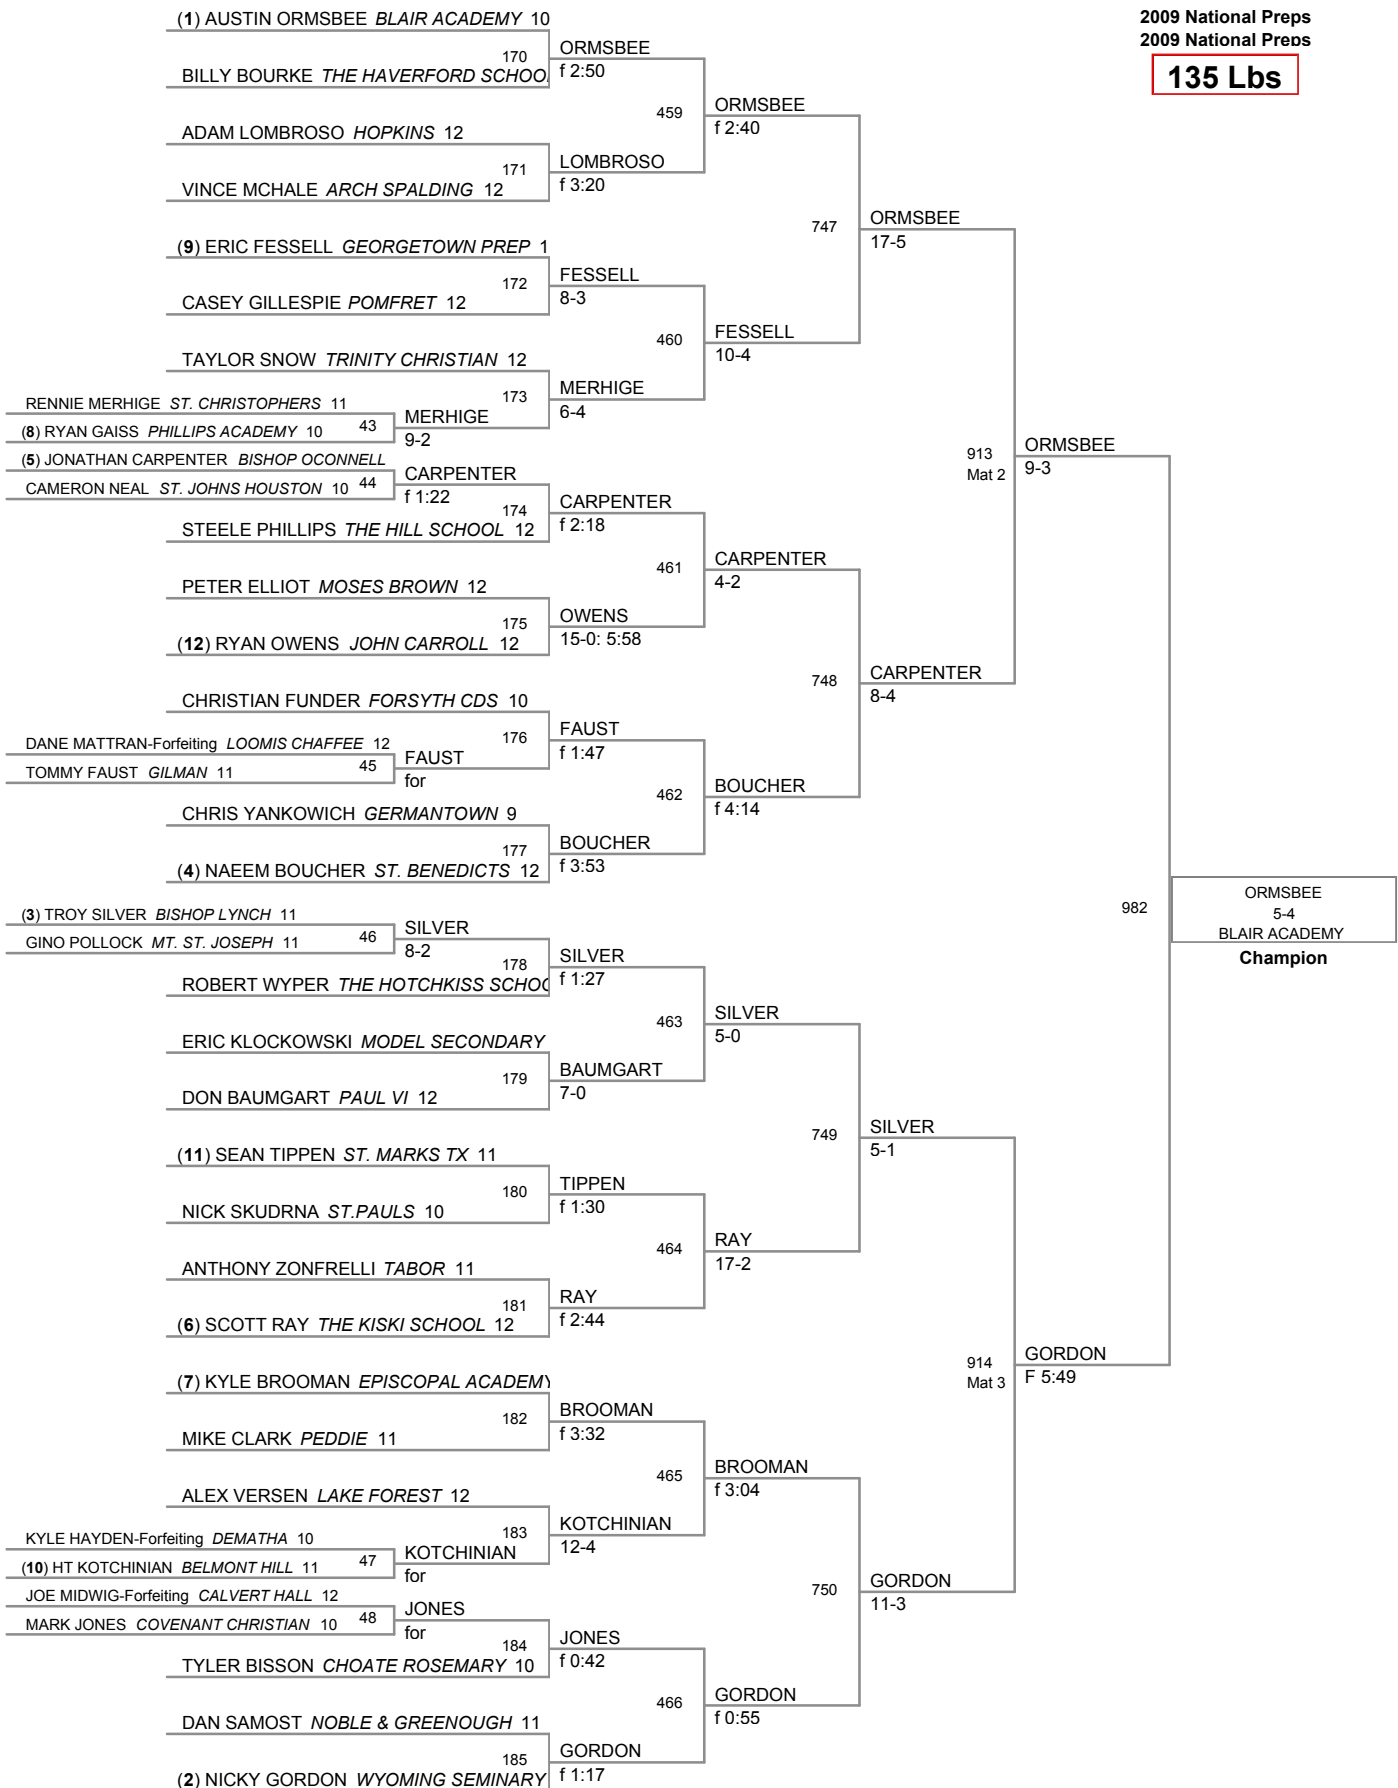 2009 National Preps
2009 National Preps
135 Lbs
(1) AUSTIN ORMSBEE BLAIR ACADEMY 10
170
ORMSBEE
f 2:50
BILLY BOURKE THE HAVERFORD SCHOO
459
ORMSBEE
f 2:40
ADAM LOMBROSO HOPKINS 12
171
LOMBROSO
f 3:20
VINCE MCHALE ARCH SPALDING 12
747
ORMSBEE
17-5
(9) ERIC FESSELL GEORGETOWN PREP 1
172
FESSELL
8-3
CASEY GILLESPIE POMFRET 12
460
FESSELL
10-4
TAYLOR SNOW TRINITY CHRISTIAN 12
173
MERHIGE
6-4
RENNIE MERHIGE ST. CHRISTOPHERS 11
43
MERHIGE
9-2
(8) RYAN GAISS PHILLIPS ACADEMY 10
913
Mat 2
ORMSBEE
9-3
(5) JONATHAN CARPENTER BISHOP OCONNELL
44
CARPENTER
f 1:22
CAMERON NEAL ST. JOHNS HOUSTON 10
174
CARPENTER
f 2:18
STEELE PHILLIPS THE HILL SCHOOL 12
461
CARPENTER
4-2
PETER ELLIOT MOSES BROWN 12
175
OWENS
15-0: 5:58
(12) RYAN OWENS JOHN CARROLL 12
748
CARPENTER
8-4
CHRISTIAN FUNDER FORSYTH CDS 10
176
FAUST
f 1:47
DANE MATTRAN-Forfeiting LOOMIS CHAFFEE 12
45
FAUST
for
TOMMY FAUST GILMAN 11
462
BOUCHER
f 4:14
CHRIS YANKOWICH GERMANTOWN 9
177
BOUCHER
f 3:53
(4) NAEEM BOUCHER ST. BENEDICTS 12
982
ORMSBEE
5-4
BLAIR ACADEMY
Champion
(3) TROY SILVER BISHOP LYNCH 11
46
SILVER
8-2
GINO POLLOCK MT. ST. JOSEPH 11
178
SILVER
f 1:27
ROBERT WYPER THE HOTCHKISS SCHOO
463
SILVER
5-0
ERIC KLOCKOWSKI MODEL SECONDARY
179
BAUMGART
7-0
DON BAUMGART PAUL VI 12
749
SILVER
5-1
(11) SEAN TIPPEN ST. MARKS TX 11
180
TIPPEN
f 1:30
NICK SKUDRNA ST.PAULS 10
464
RAY
17-2
ANTHONY ZONFRELLI TABOR 11
181
RAY
f 2:44
(6) SCOTT RAY THE KISKI SCHOOL 12
914
Mat 3
GORDON
F 5:49
(7) KYLE BROOMAN EPISCOPAL ACADEMY
182
BROOMAN
f 3:32
MIKE CLARK PEDDIE 11
465
BROOMAN
f 3:04
ALEX VERSEN LAKE FOREST 12
183
KOTCHINIAN
12-4
KYLE HAYDEN-Forfeiting DEMATHA 10
47
KOTCHINIAN
for
(10) HT KOTCHINIAN BELMONT HILL 11
750
GORDON
11-3
JOE MIDWIG-Forfeiting CALVERT HALL 12
48
JONES
for
MARK JONES COVENANT CHRISTIAN 10
184
JONES
f 0:42
TYLER BISSON CHOATE ROSEMARY 10
466
GORDON
f 0:55
DAN SAMOST NOBLE & GREENOUGH 11
185
GORDON
f 1:17
(2) NICKY GORDON WYOMING SEMINARY